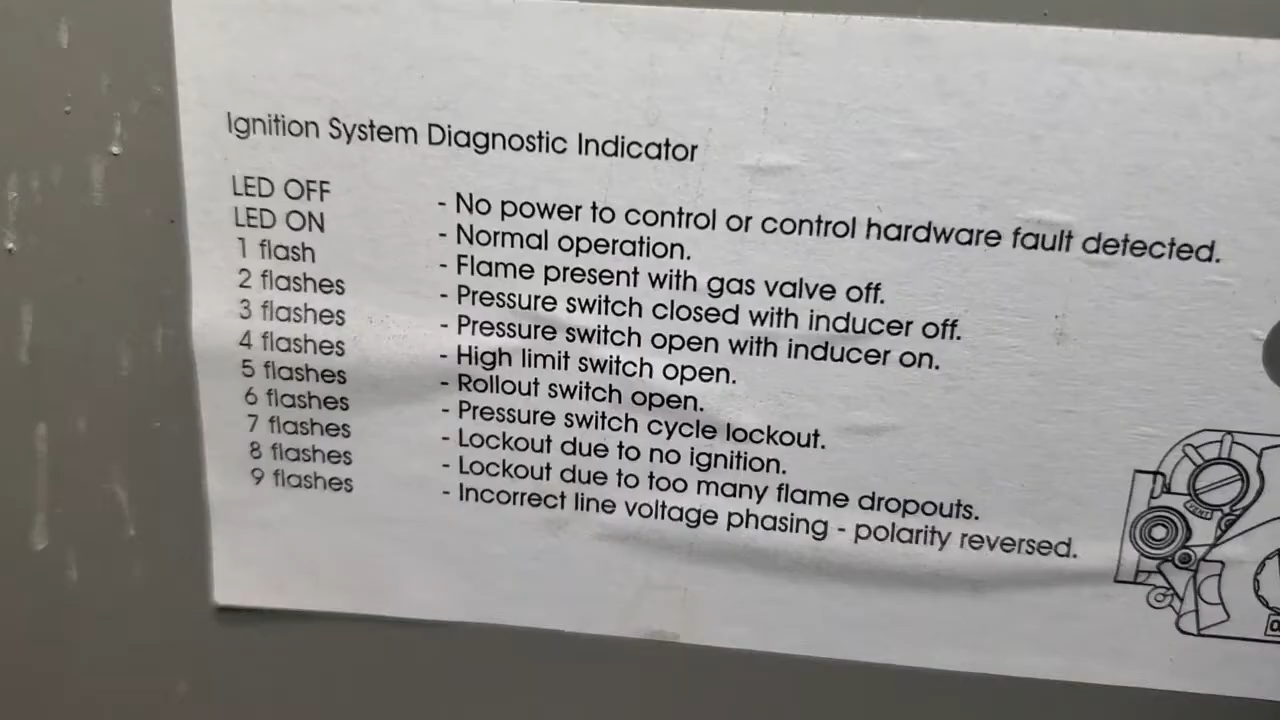 Ignition System Diagnostic Indicator
LED OFF - No power to control or control hardware fault detected.
LED ON - Normal operation.
1 flash - Flame present with gas valve off.
2 flashes - Pressure switch closed with inducer off.
3 flashes - Pressure switch open with inducer on.
4 flashes - High limit switch open.
5 flashes - Rollout switch open.
6 flashes - Pressure switch cycle lockout.
7 flashes - Lockout due to no ignition.
8 flashes - Lockout due to too many flame dropouts.
9 flashes - Incorrect line voltage phasing - polarity reversed.
VENT